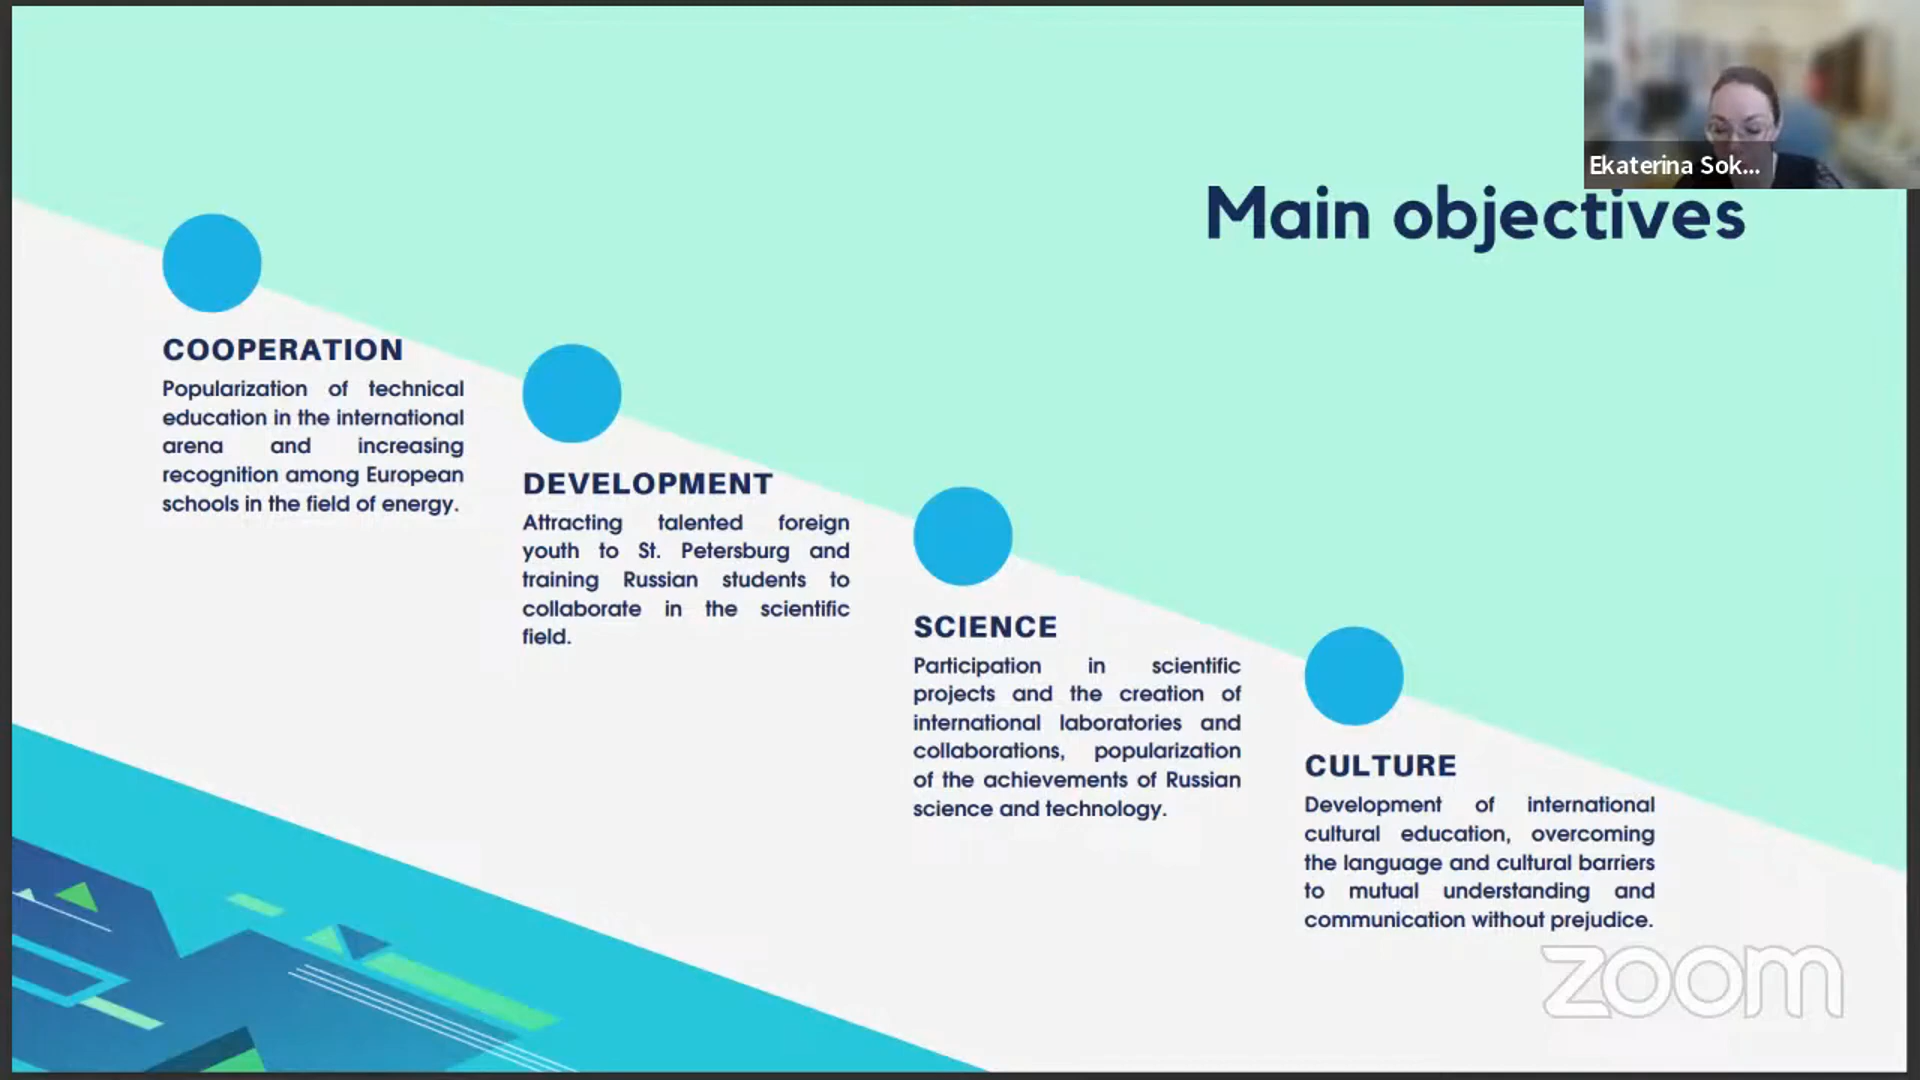 Ekaterina Sok...
Main objectives
COOPERATION
Popularization of technical
education in the international
arena and increasing
recognition among European
schools in the field of energy.
DEVELOPMENT
Attracting talented foreign
youth to St. Petersburg and
training Russian students to
collaborate in the scientific
field.
SCIENCE
Participation in scientific
projects and the creation of
international laboratories and
collaborations, popularization
of the achievements of Russian
science and technology.
CULTURE
Development of international
cultural education, overcoming
the language and cultural barriers
to mutual understanding and
communication without prejudice.
zoom